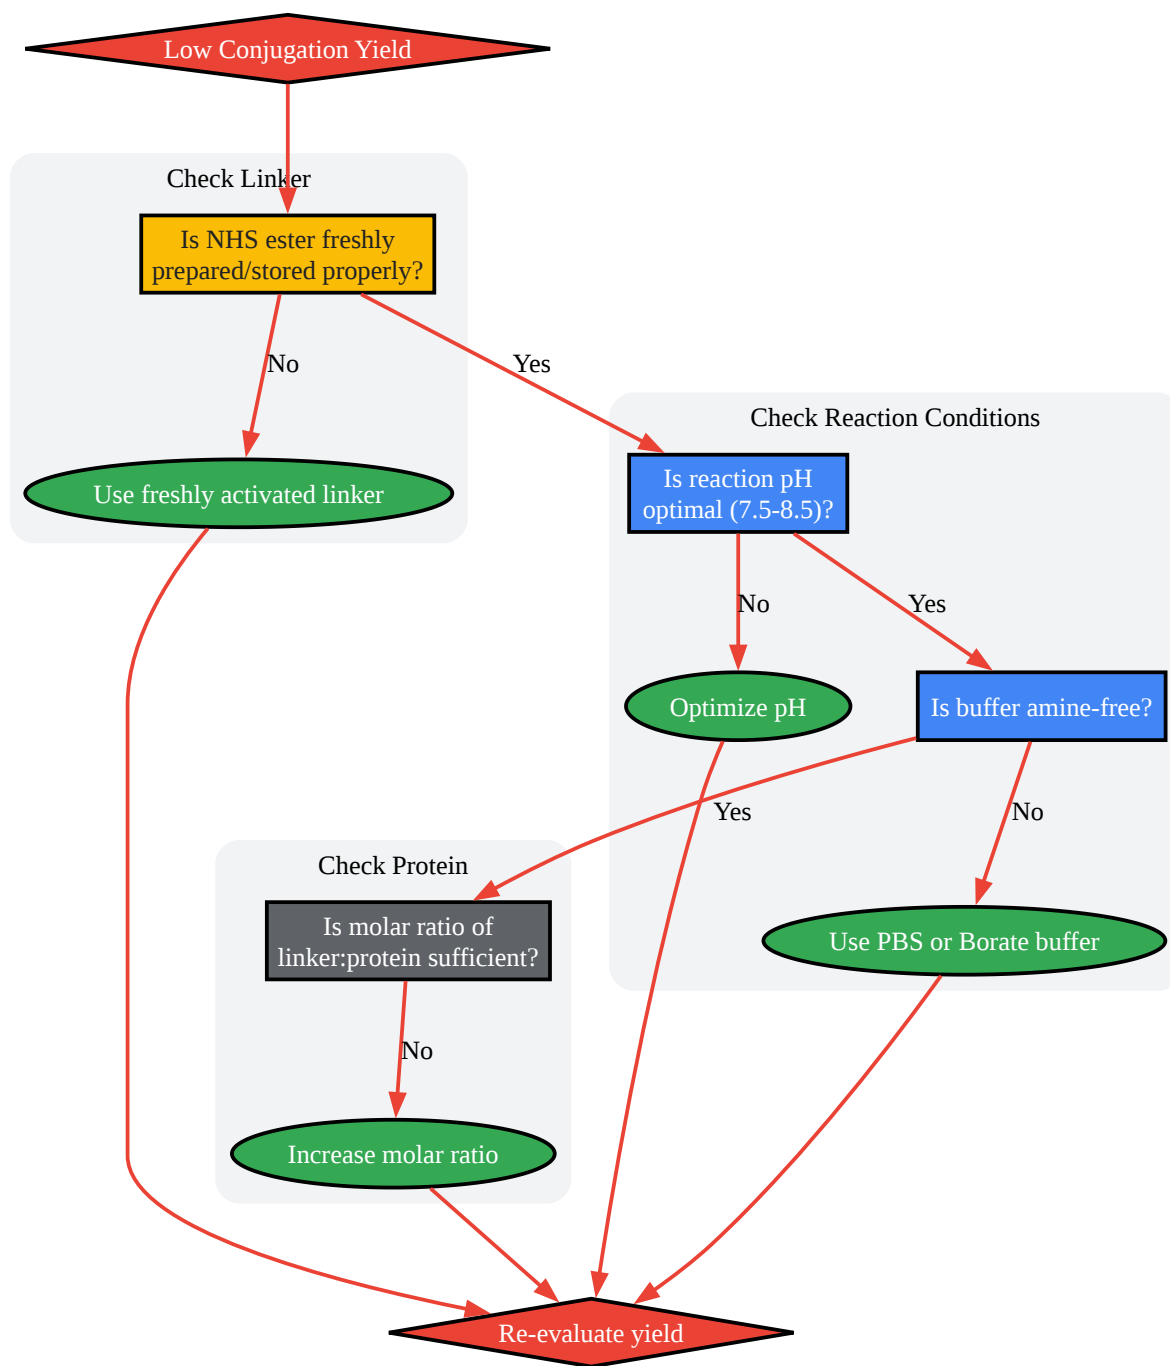 Low Conjugation Yield
Check Linker
Is NHS ester freshly
prepared/stored properly?
No
Yes
Check Reaction Conditions
Use freshly activated linker
Is reaction pH
optimal (7.5-8.5)?
No
Yes
Optimize pH
Is buffer amine-free?
Yes
No
Check Protein
Is molar ratio of
linker:protein sufficient?
Use PBS or Borate buffer
No
Increase molar ratio
Re-evaluate yield